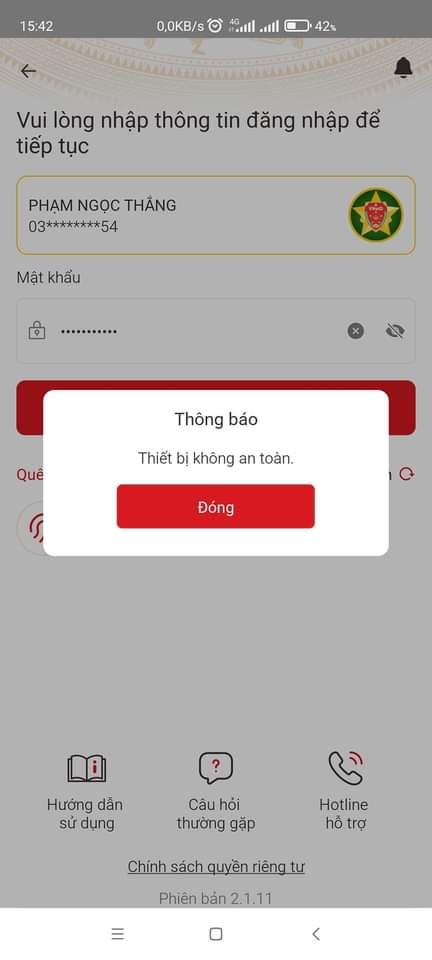 15:42
0,0KB/s 4G 42%
Vui lòng nhập thông tin đăng nhập để
tiếp tục
PHẠM NGỌC THẮNG
03********54
Mật khẩu
•••••••••••
Thông báo
Thiết bị không an toàn.
Đóng
Quê
n
Hướng dẫn
sử dụng
Câu hỏi
thường gặp
Hotline
hỗ trợ
Chính sách quyền riêng tư
Phiên bản 2.1.11